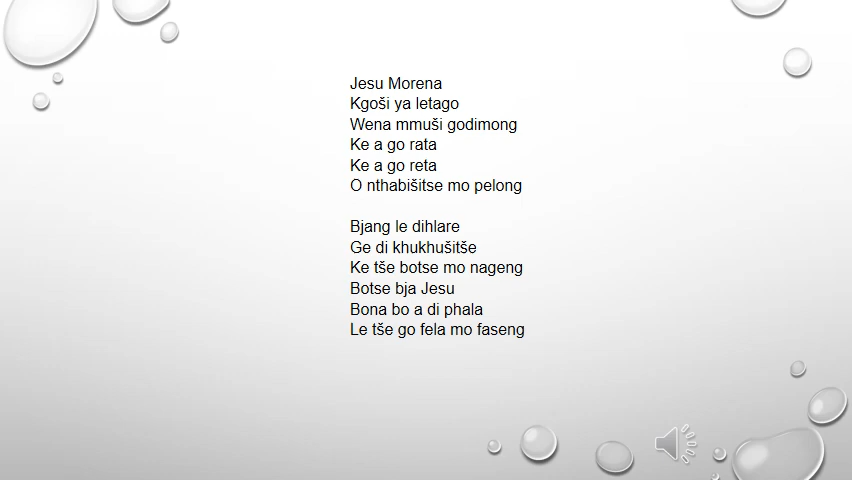 Jesu Morena
Kgoši ya letago
Wena mmuši godimong
Ke a go rata
Ke a go reta
O nthabišitse mo pelong
Bjang le dihlare
Ge di khukhušitše
Ke tše botse mo nageng
Botse bja Jesu
Bona bo a di phala
Le tše go fela mo faseng